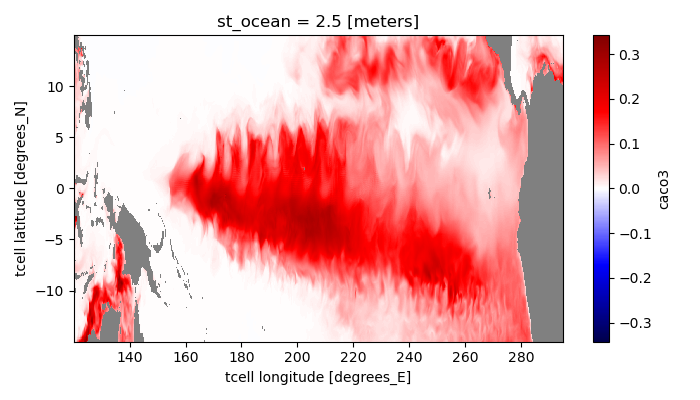 st_ocean = 2.5 [meters]
10
5
0
−5
−10
tcell latitude [degrees_N]
140 160 180 200 220 240 260 280
tcell longitude [degrees_E]
0.3
0.2
0.1
0.0
−0.1
−0.2
−0.3
caco3